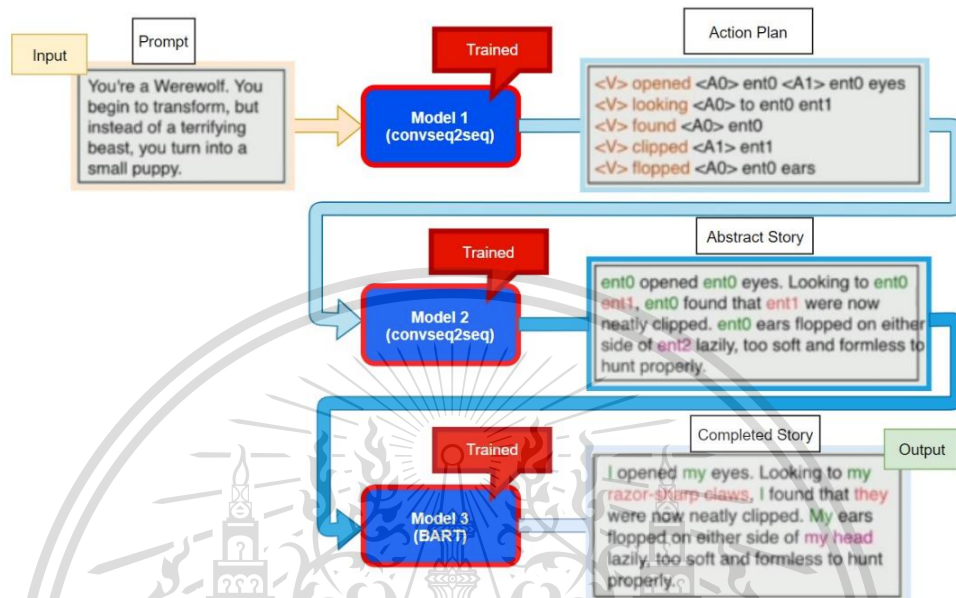 Input
Prompt
You're a Werewolf. You
begin to transform, but
instead of a terrifying
beast, you turn into a
small puppy.
Trained
Model 1
(convseq2seq)
Action Plan
<V> opened <A0> ent0 <A1> ent0 eyes
<V> looking <A0> to ent0 ent1
<V> found <A0> ent0
<V> clipped <A1> ent1
<V> flopped <A0> ent0 ears
Trained
Model 2
(convseq2seq)
Abstract Story
ent0 opened ent0 eyes. Looking to ent0
ent1, ent0 found that ent1 were now
neatly clipped. ent0 ears flopped on either
side of ent2 lazily, too soft and formless to
hunt properly.
Trained
Model 3
(BART)
Completed Story
Output
I opened my eyes. Looking to my
razor-sharp claws, I found that they
were now neatly clipped. My ears
flopped on either side of my head
lazily, too soft and formless to hunt
properly.